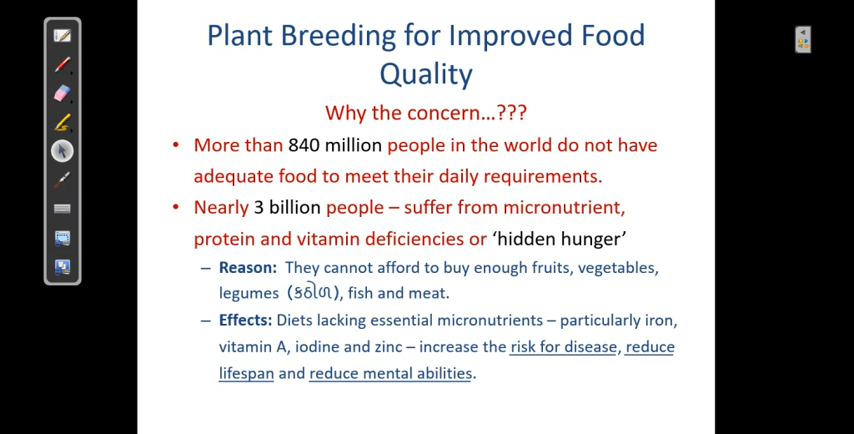 Plant Breeding for Improved Food
Quality
Why the concern…???
• More than 840 million people in the world do not have
adequate food to meet their daily requirements.
• Nearly 3 billion people – suffer from micronutrient,
protein and vitamin deficiencies or ‘hidden hunger’
– Reason: They cannot afford to buy enough fruits, vegetables,
legumes (કઠોળ), fish and meat.
– Effects: Diets lacking essential micronutrients – particularly iron,
vitamin A, iodine and zinc – increase the risk for disease, reduce
lifespan and reduce mental abilities.